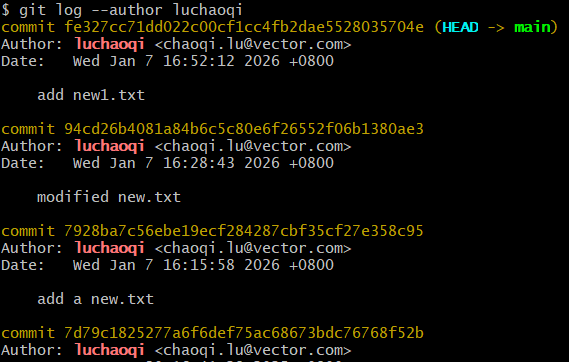 $ git log --author luchaoqi
commit fe327cc71dd022c00cf1cc4fb2dae5528035704e (HEAD -> main)
Author: luchaoqi <chaoqi.lu@vector.com>
Date:   Wed Jan 7 16:52:12 2026 +0800
add new1.txt
commit 94cd26b4081a84b6c5c80e6f26552f06b1380ae3
Author: luchaoqi <chaoqi.lu@vector.com>
Date:   Wed Jan 7 16:28:43 2026 +0800
modified new.txt
commit 7928ba7c56ebe19ecf284287cbf35cf27e358c95
Author: luchaoqi <chaoqi.lu@vector.com>
Date:   Wed Jan 7 16:15:58 2026 +0800
add a new.txt
commit 7d79c1825277a6f6def75ac68673bdc76768f52b
Author: luchaoqi <chaoqi.lu@vector.com>